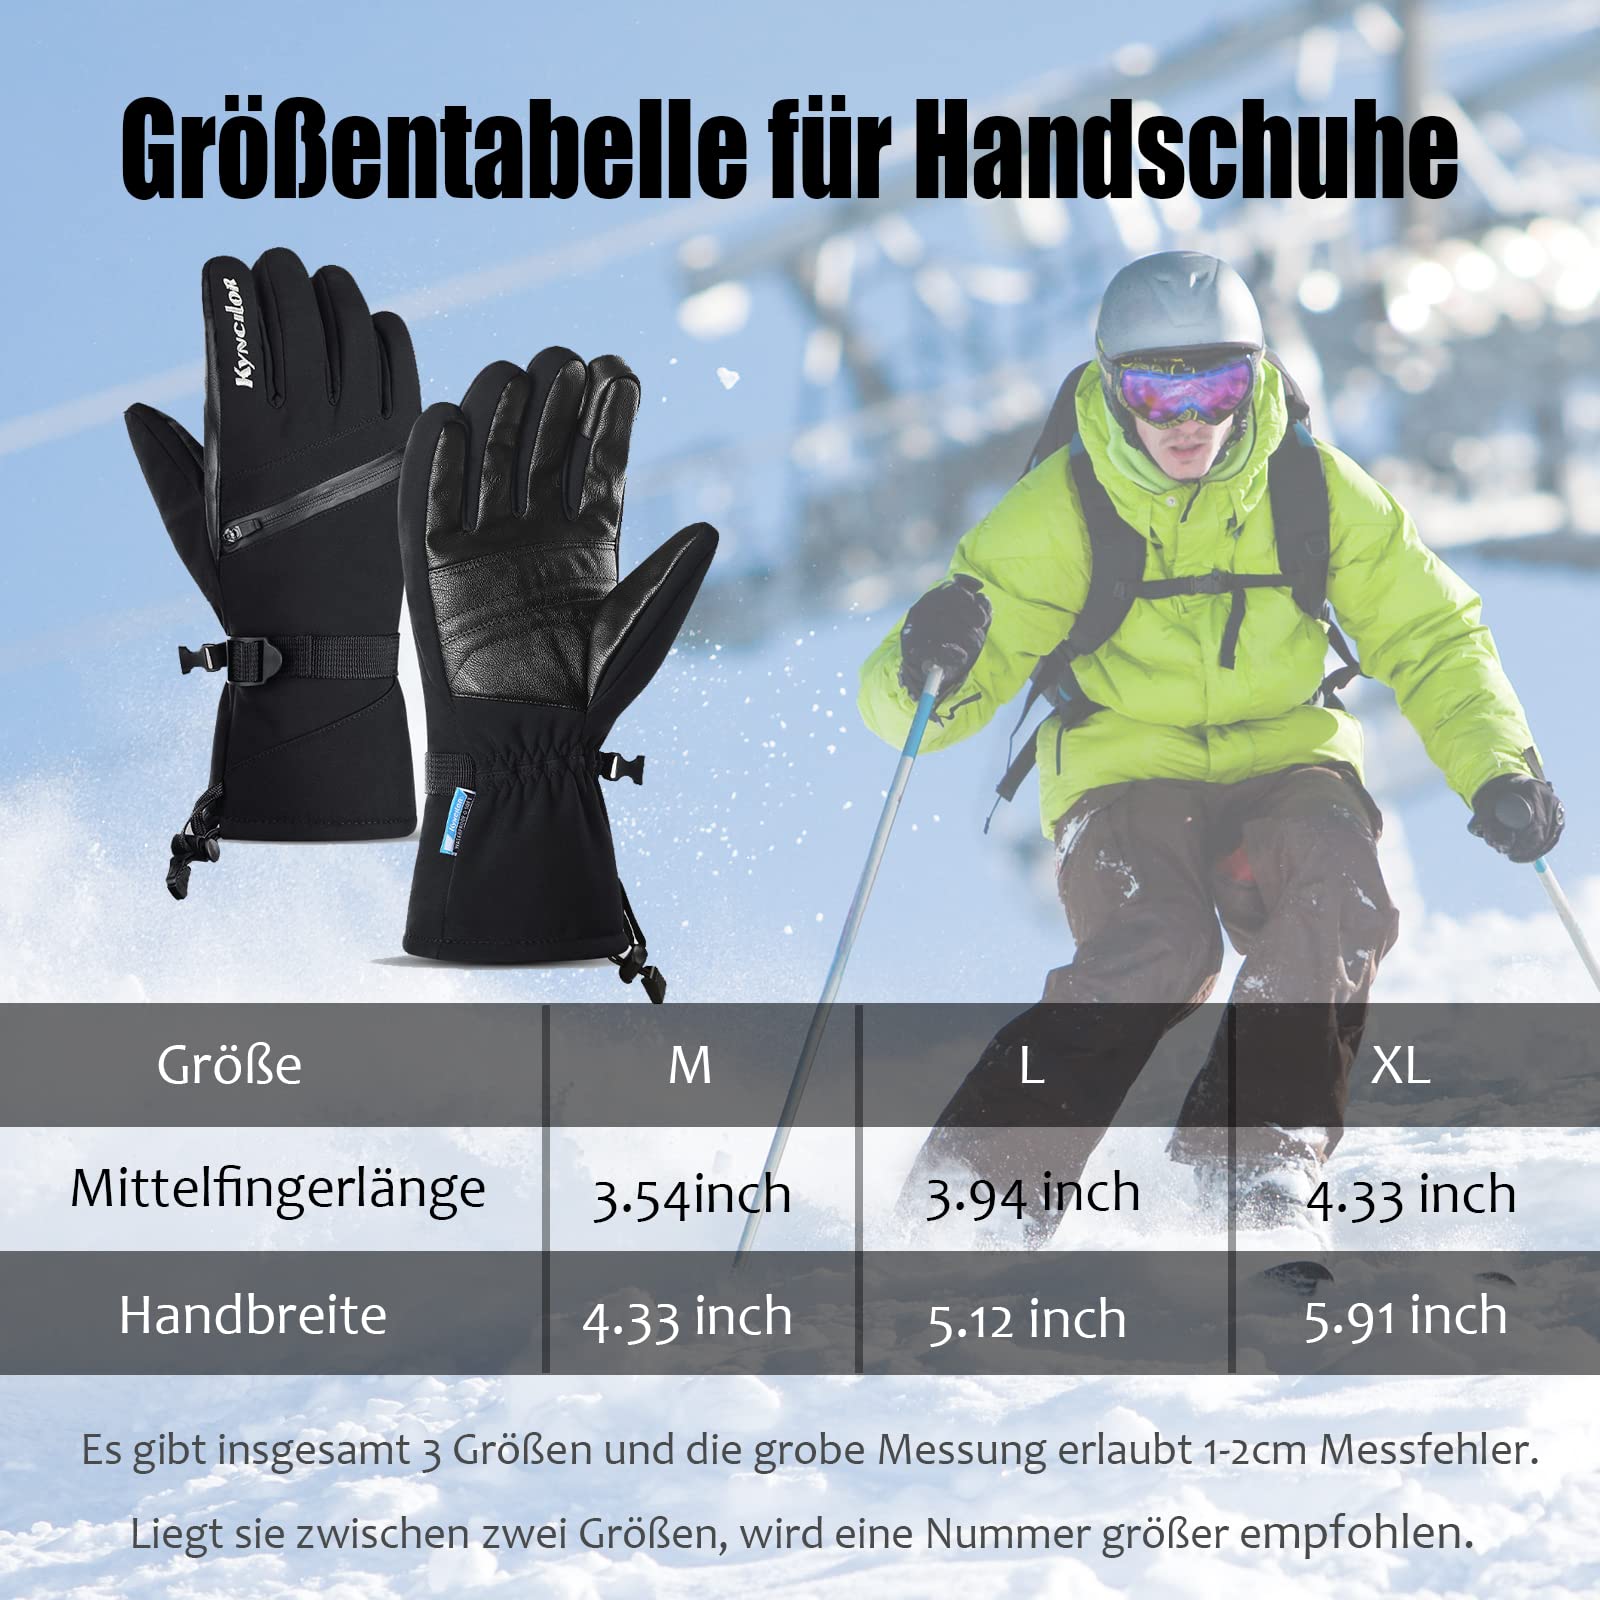 Größentabelle für Handschuhe
Kyncilor
Kyncilor
Größe M L XL
Mittelfingerlänge 3.54inch 3.94 inch 4.33 inch
Handbreite 4.33 inch 5.12 inch 5.91 inch
Es gibt insgesamt 3 Größen und die grobe Messung erlaubt 1-2cm Messfehler.
Liegt sie zwischen zwei Größen, wird eine Nummer größer empfohlen.